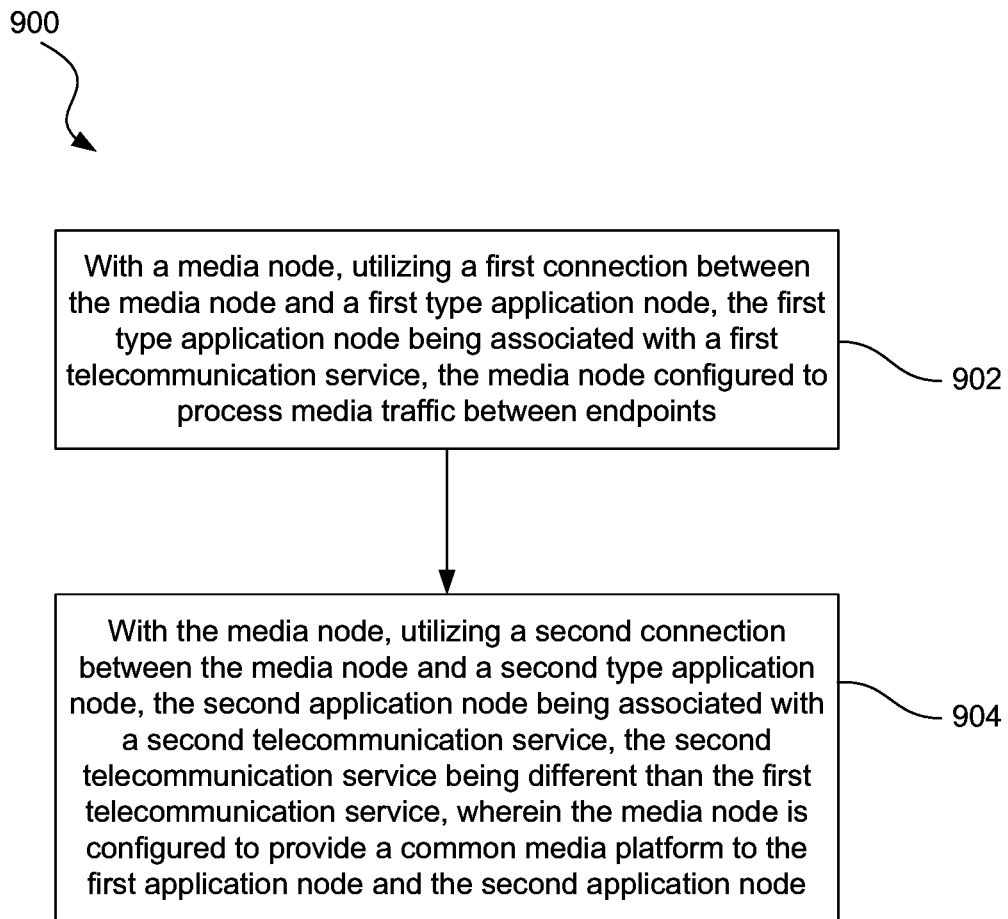 900
With a media node, utilizing a first connection between
the media node and a first type application node, the first
type application node being associated with a first
telecommunication service, the media node configured to
process media traffic between endpoints
902
With the media node, utilizing a second connection
between the media node and a second type application
node, the second application node being associated with
a second telecommunication service, the second
telecommunication service being different than the first
telecommunication service, wherein the media node is
configured to provide a common media platform to the
first application node and the second application node
904